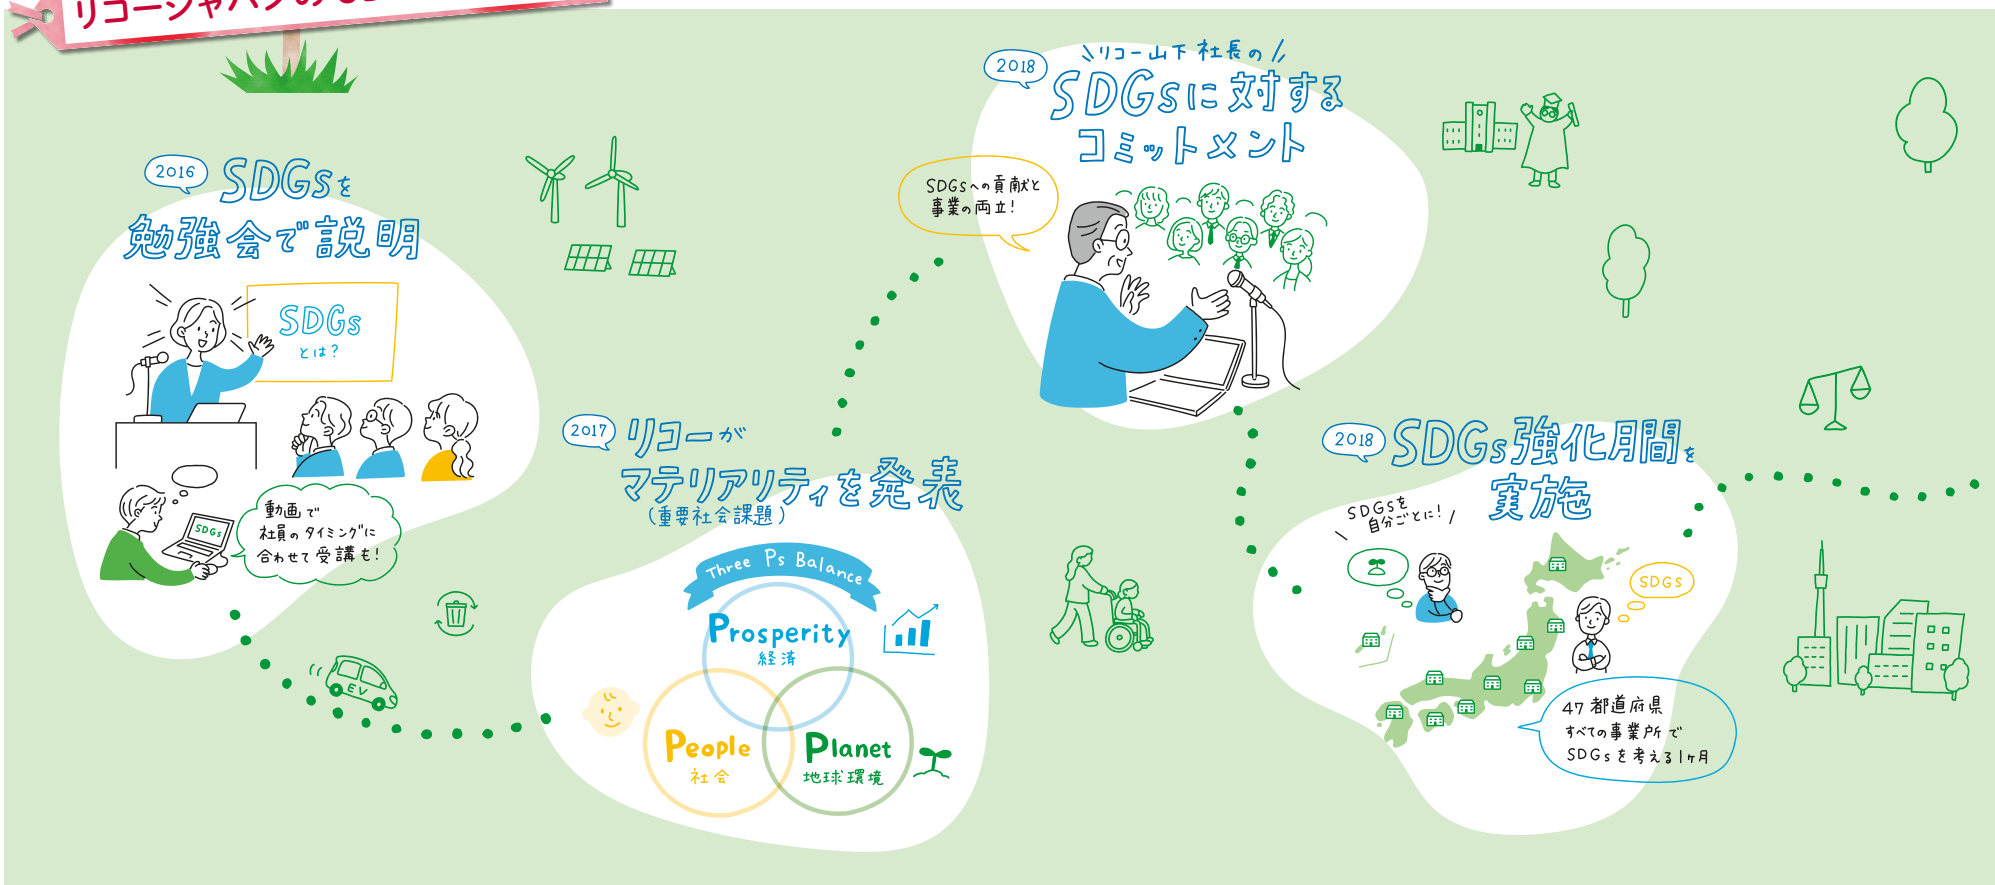 リコージャパンの
2016
SDGsを
勉強会で説明
SDGs
とは?
SDGs
動画で
社員のタイミングに
合わせて受講も!
EV
2017
リコーが
マテリアリティを発表
(重要社会課題)
Three Ps Balance
Prosperity
経済
People
社会
Planet
地球環境
2018
\\リコー山下社長の//
SDGsに対する
コミットメント
SDGsへの貢献と
事業の両立!
2018
SDGs強化月間を
実施
SDGsを
自分ごとに!
SDGs
47都道府県
すべての事業所で
SDGsを考える1ヶ月